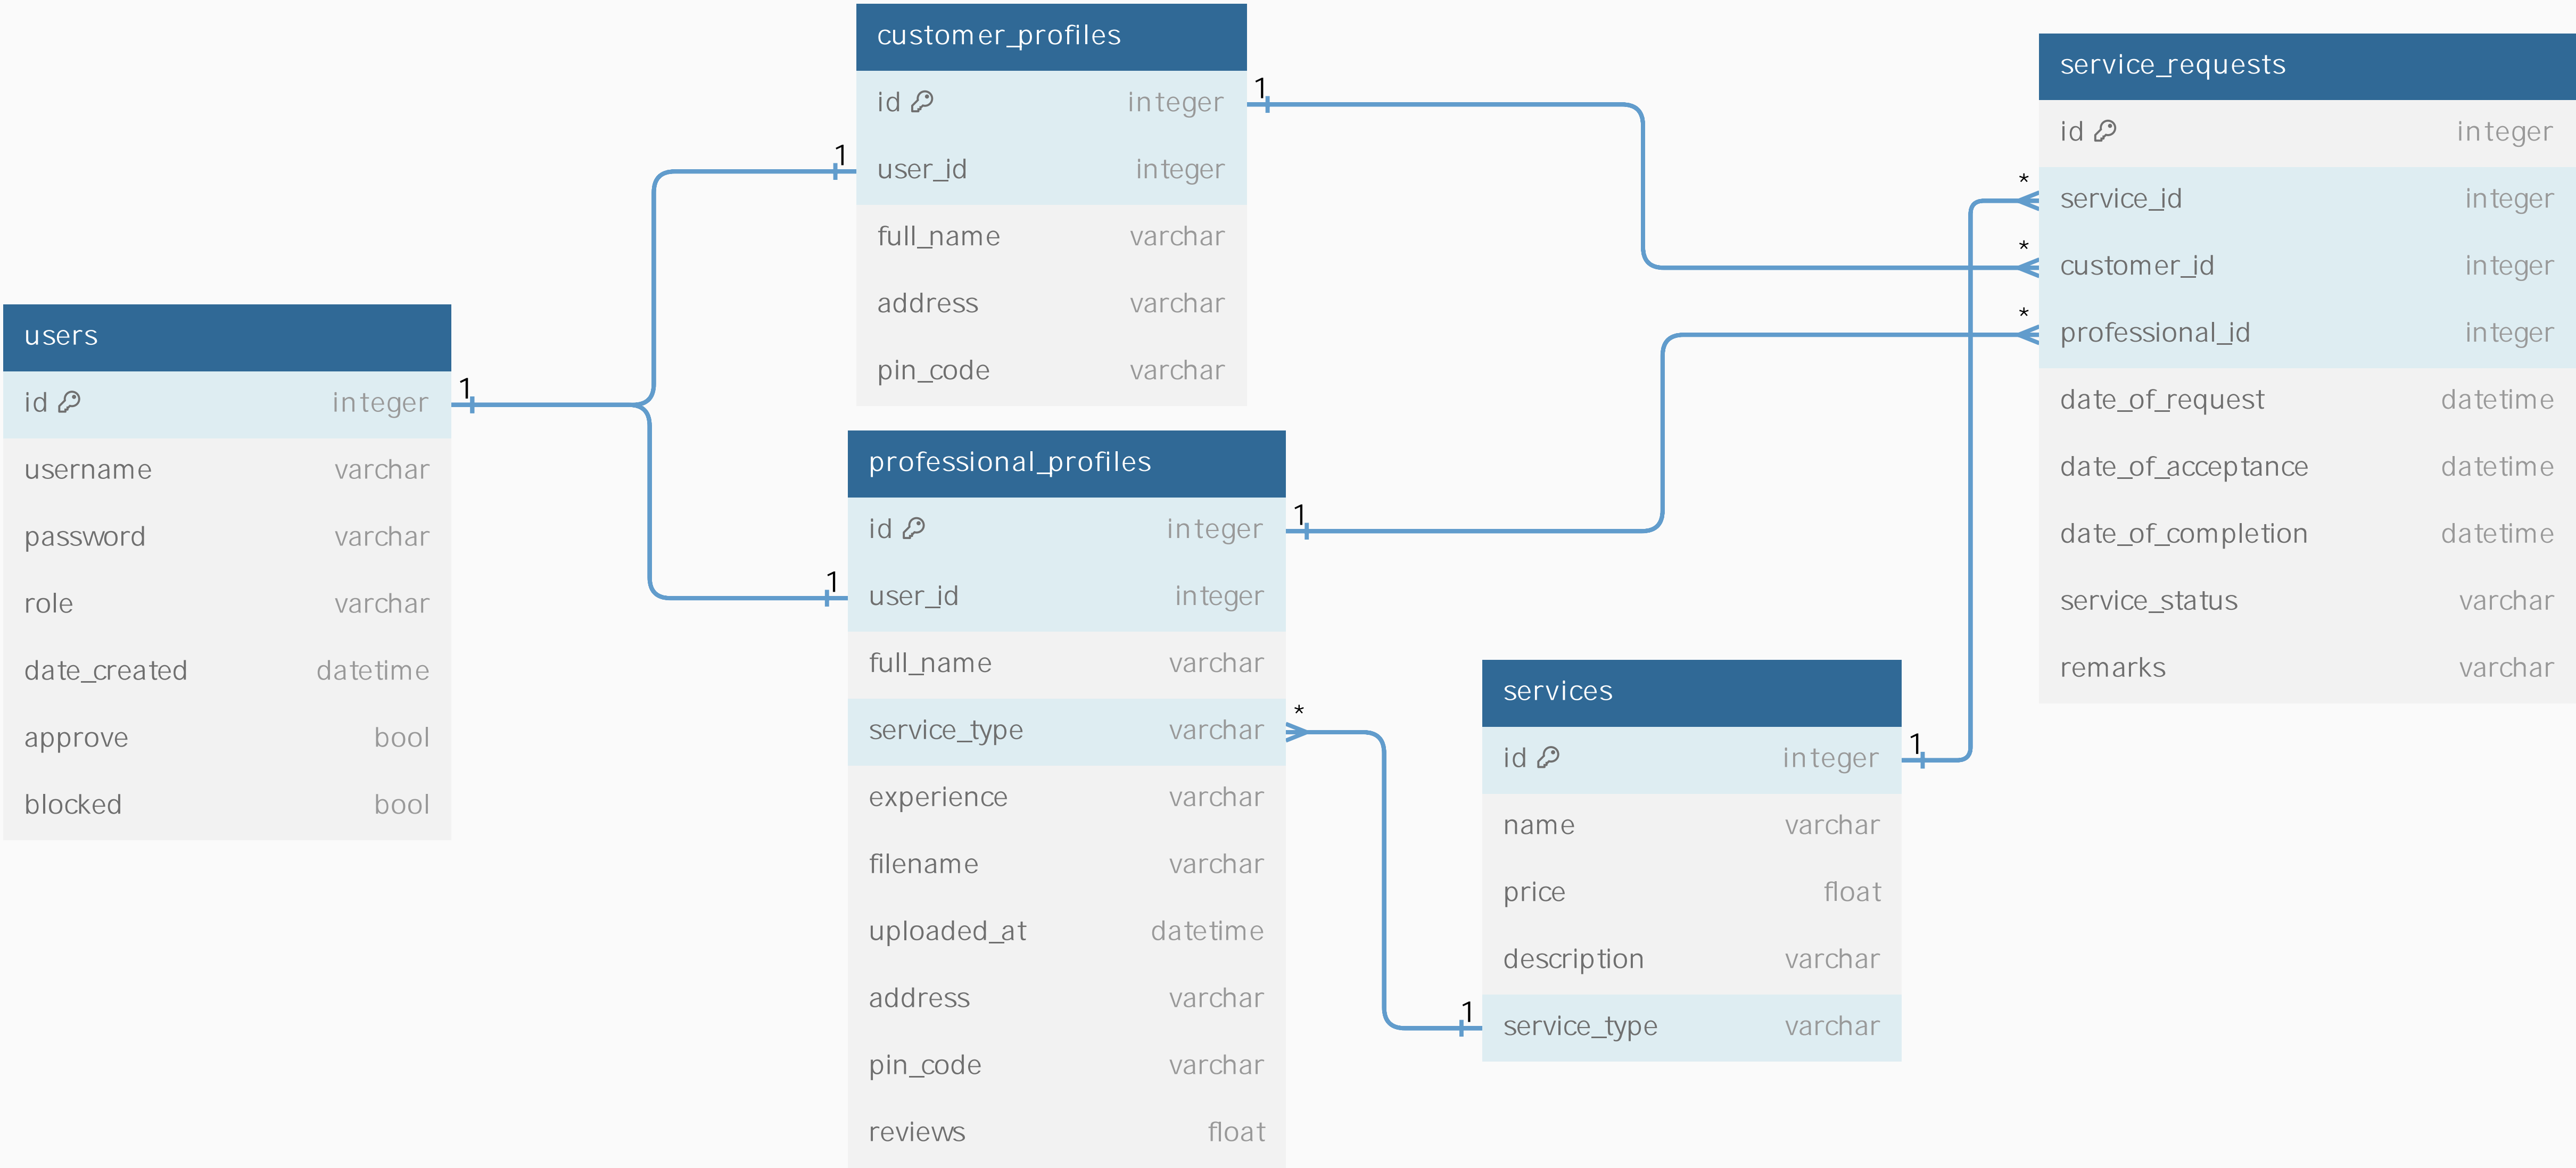 customer_profiles
id integer
1
user_id integer
1
full_name varchar
address varchar
pin_code varchar
service_requests
id integer
* service_id integer
* customer_id integer
* professional_id integer
date_of_request datetime
date_of_acceptance datetime
date_of_completion datetime
service_status varchar
remarks varchar
users
id integer
1
username varchar
password varchar
role varchar
date_created datetime
approve bool
blocked bool
professional_profiles
id integer
1
user_id integer
1
full_name varchar
service_type varchar
*
experience varchar
filename varchar
uploaded_at datetime
address varchar
pin_code varchar
reviews float
services
id integer
1
name varchar
price float
description varchar
service_type varchar
1